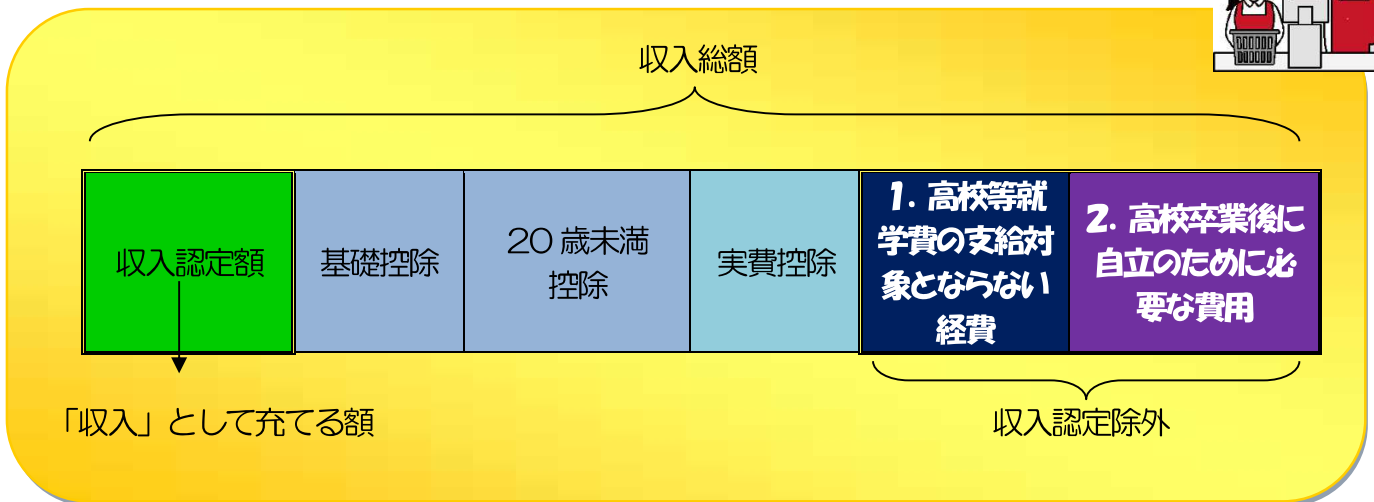 収入総額
収入認定額
基礎控除
20歳未満
控除
実費控除
1. 高校等就
学費の支給対
象とならない
経費
2. 高校卒業後に
自立のために必
要な費用
「収入」として充てる額
収入認定除外